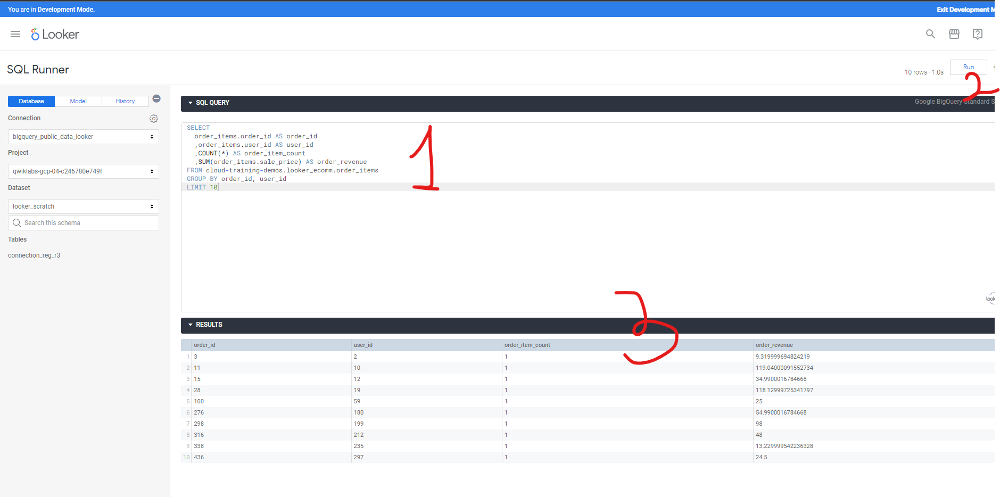 You are in Development Mode.
Exit Development M
Looker
SQL Runner
10 rows · 1.0s
Run
2
Database Model History
Connection
bigquery_public_data_looker
Project
qwiklabs-gcp-04-c246780e749f
Dataset
looker_scratch
Search this schema
Tables
connection_reg_r3
SQL QUERY
Google BigQuery Standard S
SELECT
order_items.order_id AS order_id
,order_items.user_id AS user_id
,COUNT(*) AS order_item_count
,SUM(order_items.sale_price) AS order_revenue
FROM cloud-training-demos.looker_ecomm.order_items
GROUP BY order_id, user_id
LIMIT 10
1
look
RESULTS
3
order_id user_id order_item_count order_revenue
1 3 2 1 9.319999694824219
2 11 10 1 119.04000091552734
3 15 12 1 34.9900016784668
4 28 19 1 118.12999725341797
5 100 59 1 25
6 276 180 1 54.9900016784668
7 298 199 1 98
8 316 212 1 48
9 338 235 1 13.229999542236328
10 436 297 1 24.5